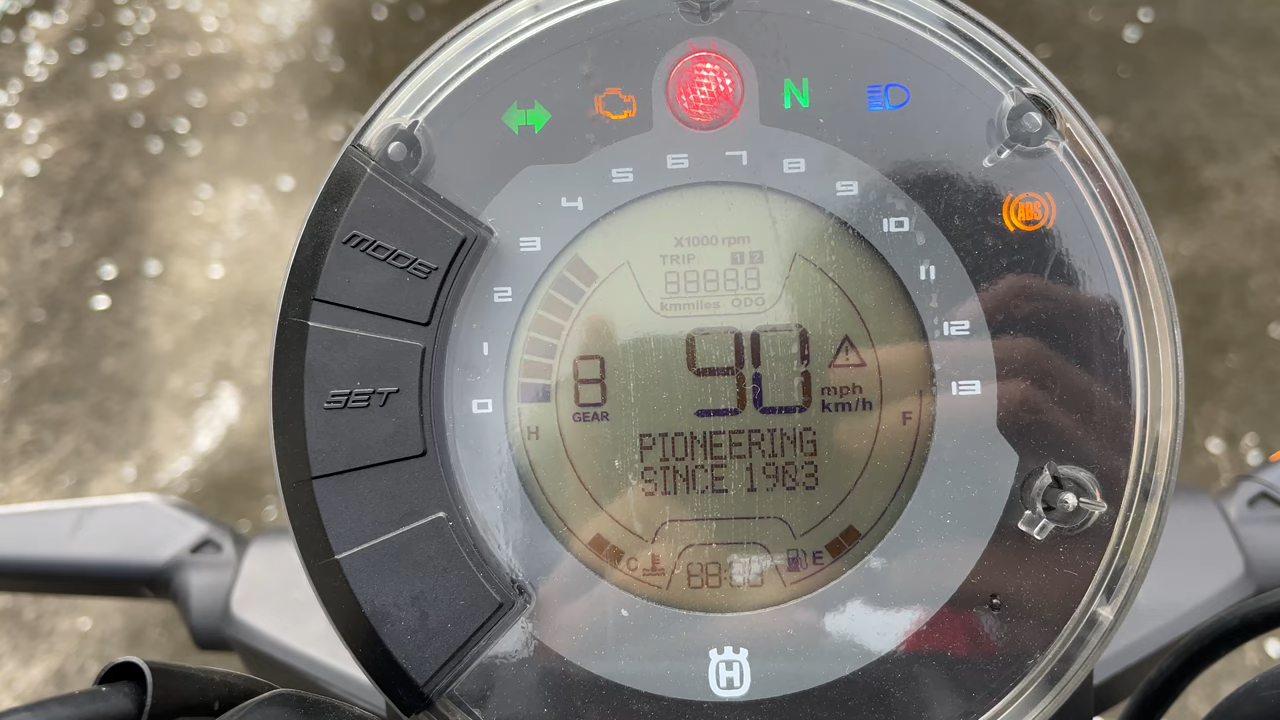 N
ABS
5 6 7 8 9
4 10
3 11
2 12
1 13
0
MODE
SET
X1000 rpm
TRIP 1 2
8888.8
kmmiles ODO
8
GEAR
90
mph
km/h
H
F
PIONEERING
SINCE 1903
C
E
88:88
H